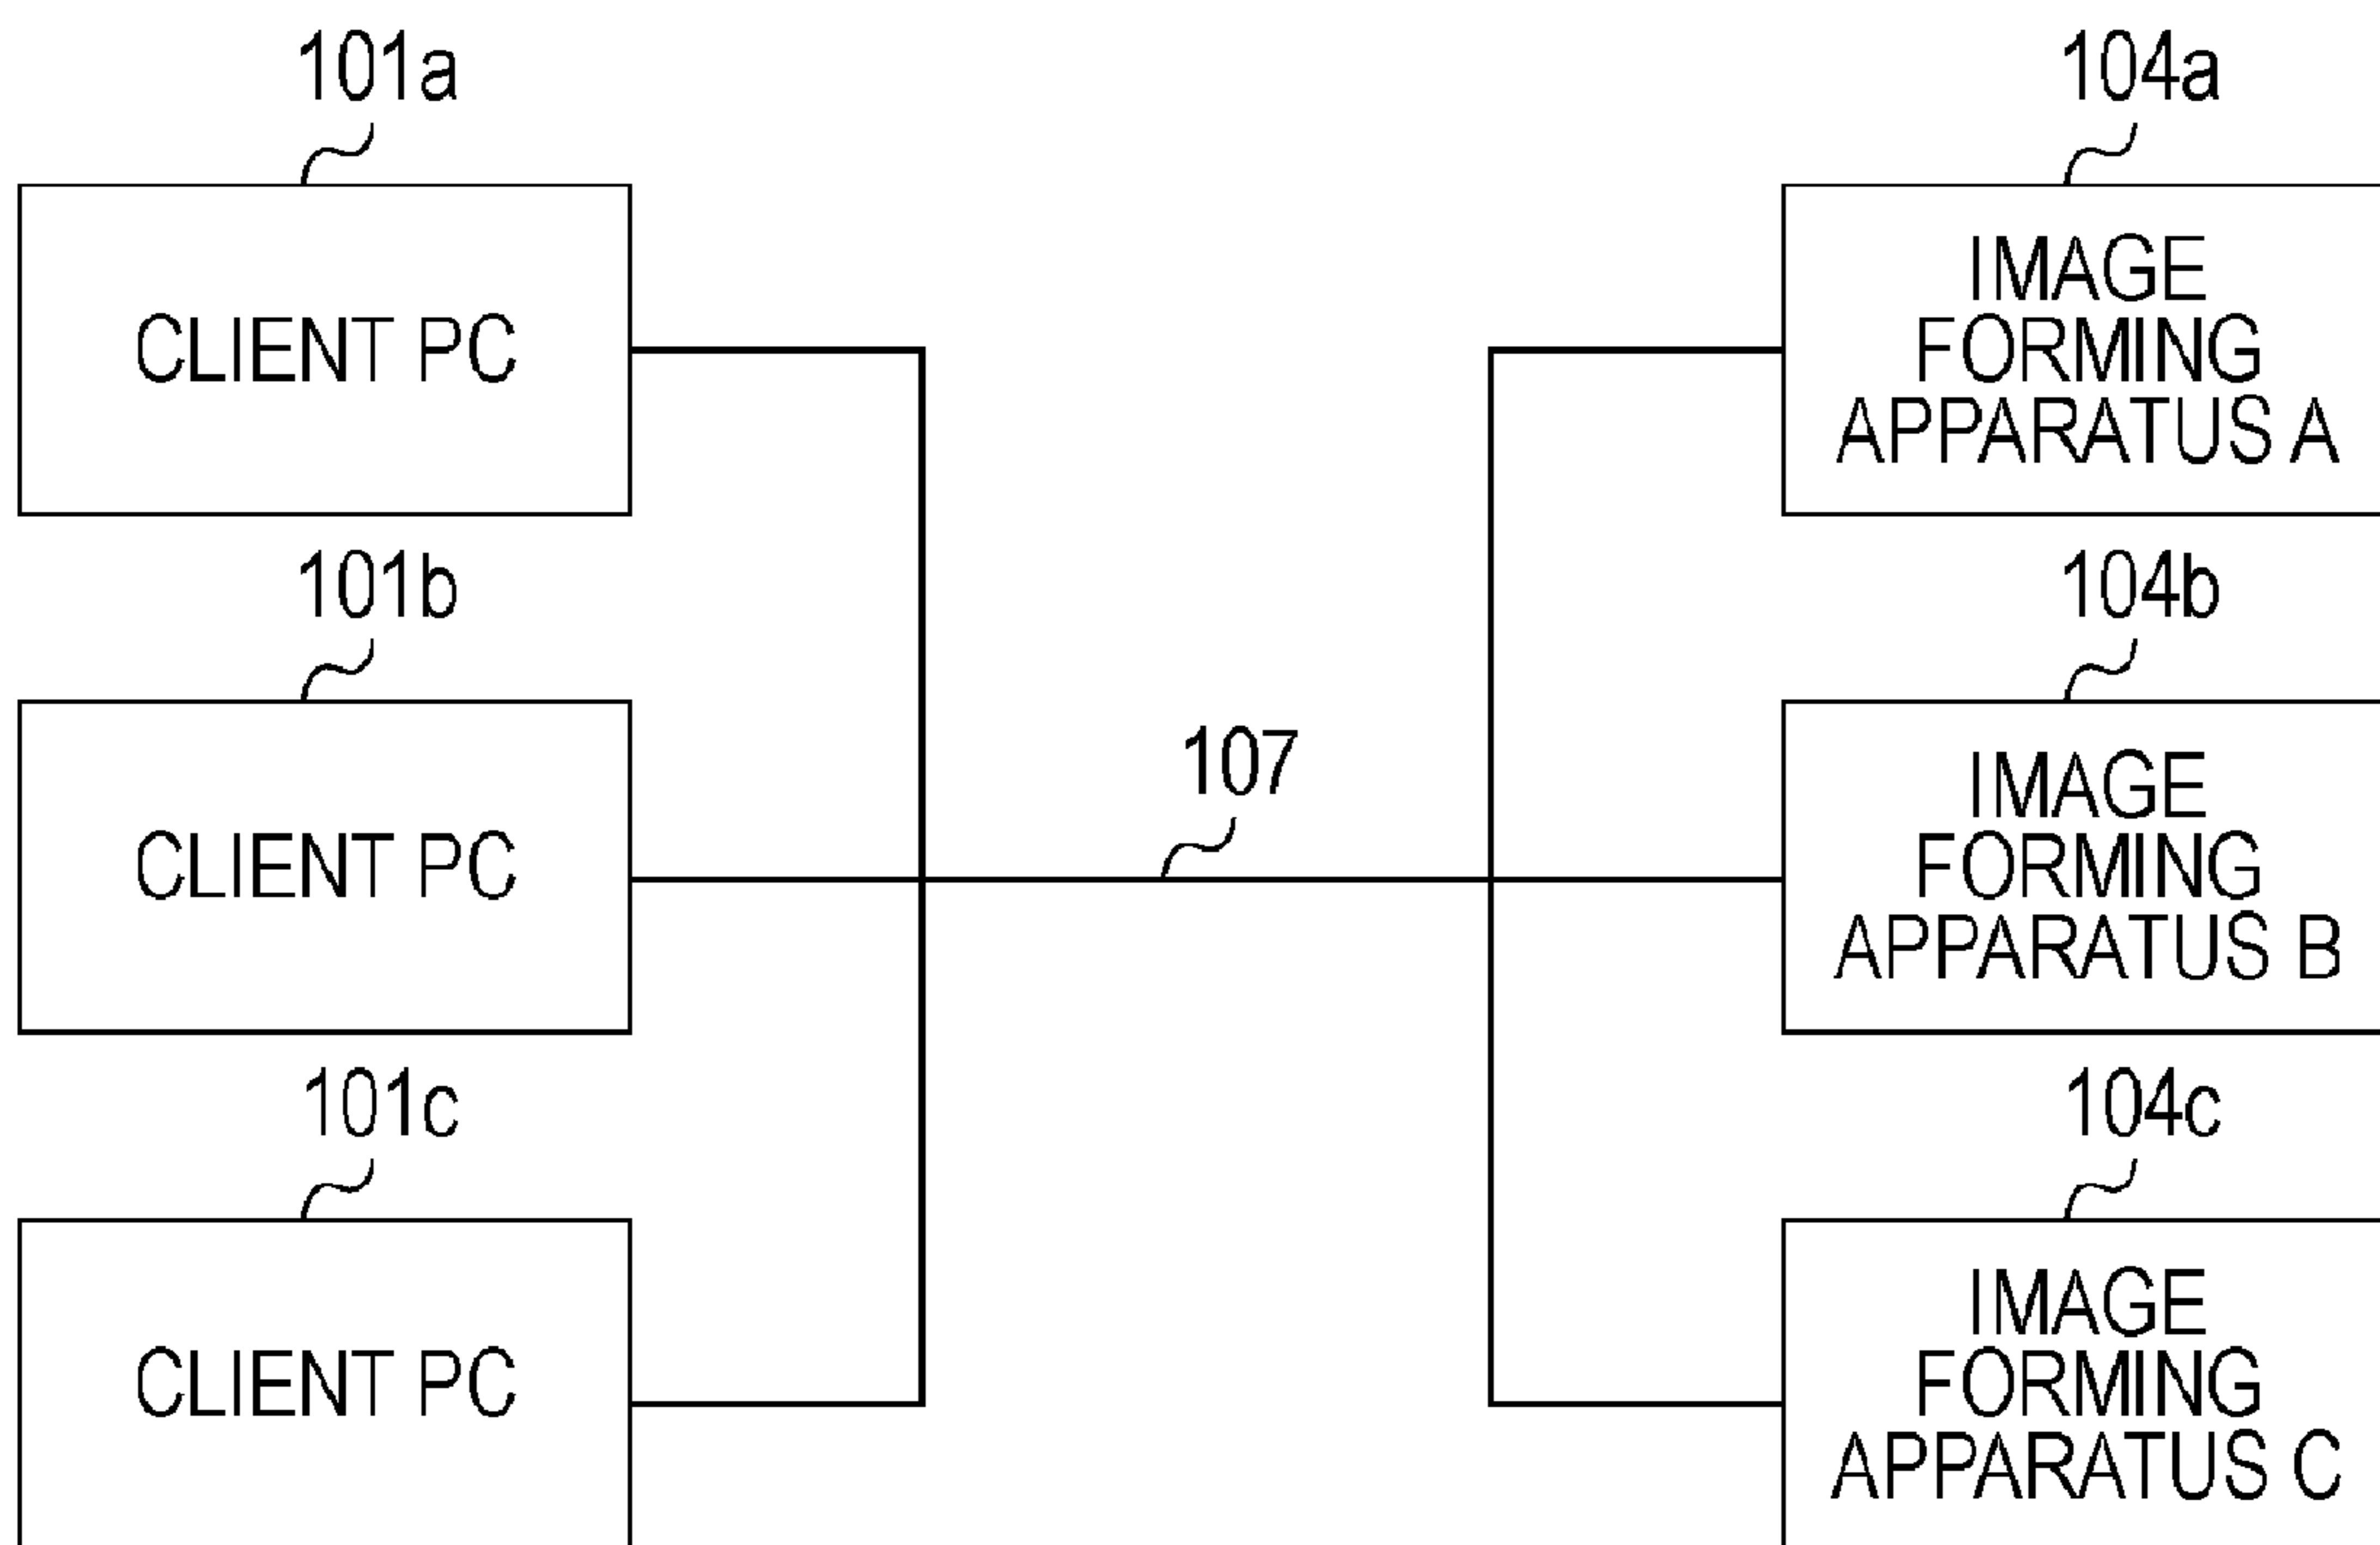 101a
CLIENT PC
104a
IMAGE
FORMING
APPARATUS A
101b
CLIENT PC
107
104b
IMAGE
FORMING
APPARATUS B
101c
CLIENT PC
104c
IMAGE
FORMING
APPARATUS C